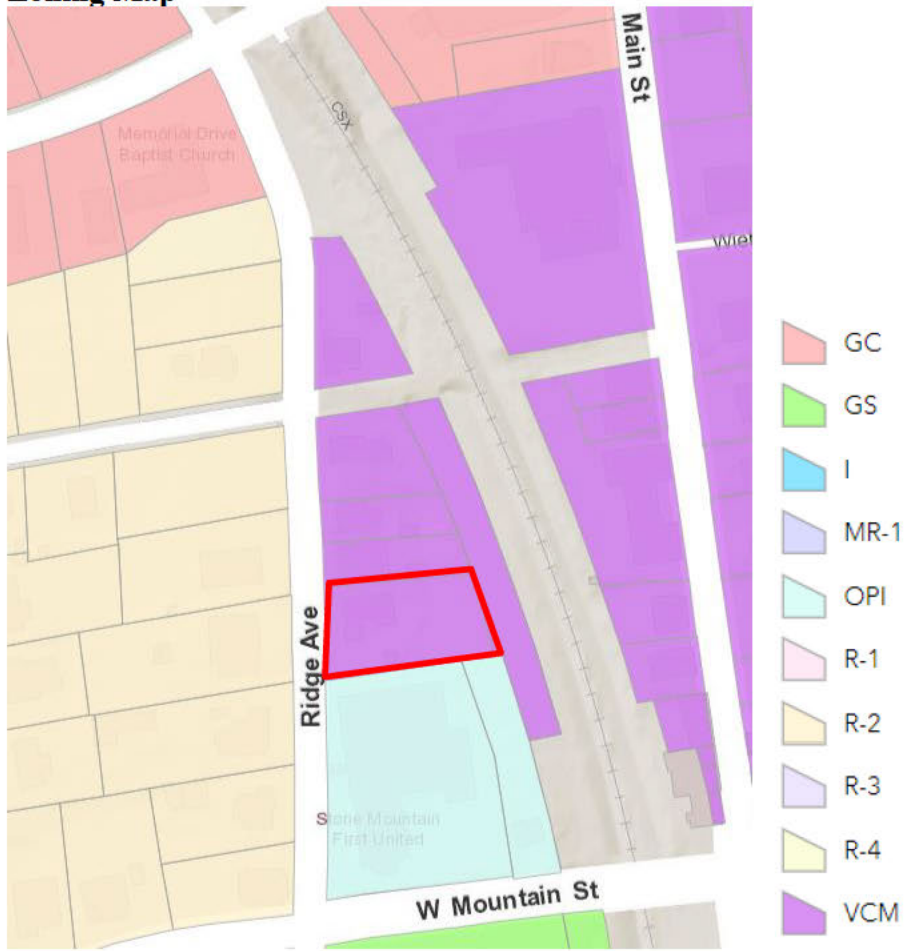 Zoning Map
Main St
CSX
Memorial Drive
Baptist Church
Wier
GC
GS
I
MR-1
OPI
R-1
R-2
R-3
R-4
VCM
Ridge Ave
Stone Mountain
First United
W Mountain St